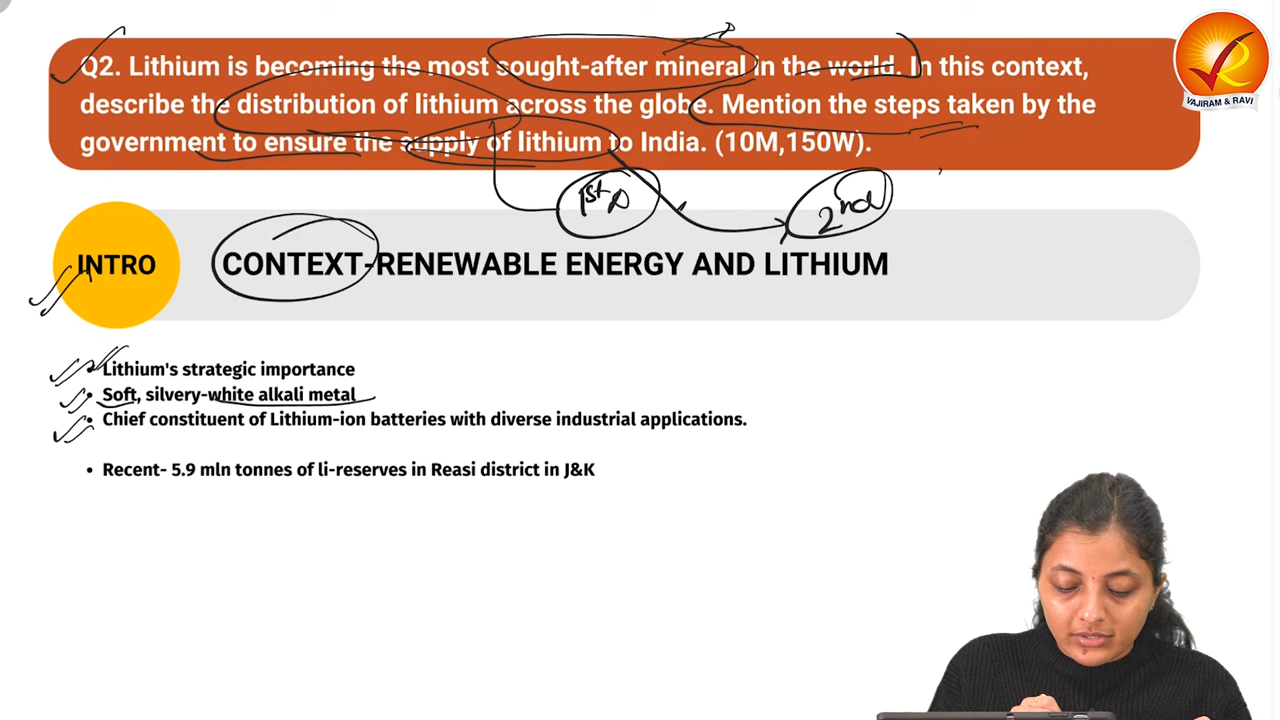 Q2. Lithium is becoming the most sought-after mineral in the world. In this context,
describe the distribution of lithium across the globe. Mention the steps taken by the
government to ensure the supply of lithium to India. (10M,150W).
VAJIRAM & RAVI
1st
2nd
INTRO
CONTEXT-RENEWABLE ENERGY AND LITHIUM
• Lithium's strategic importance
• Soft, silvery-white alkali metal
• Chief constituent of Lithium-ion batteries with diverse industrial applications.
• Recent- 5.9 mln tonnes of li-reserves in Reasi district in J&K